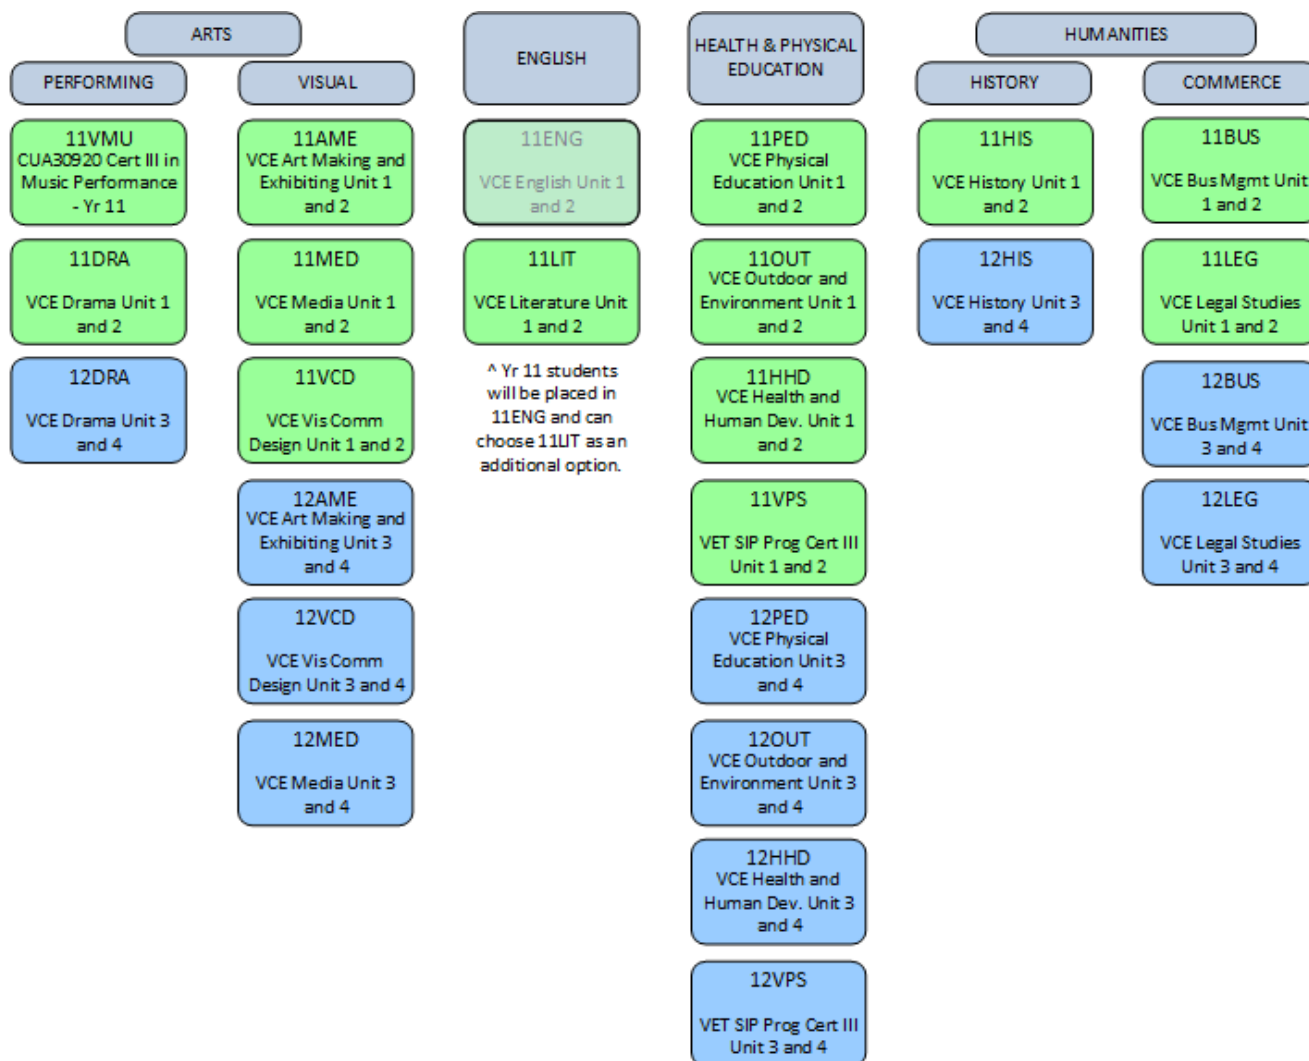 ARTS
PERFORMING
11VMU
CUA30920 Cert III in
Music Performance
- Yr 11
11DRA
VCE Drama Unit 1
and 2
12DRA
VCE Drama Unit 3
and 4
VISUAL
11AME
VCE Art Making and
Exhibiting Unit 1
and 2
11MED
VCE Media Unit 1
and 2
11VCD
VCE Vis Comm
Design Unit 1 and 2
12AME
VCE Art Making and
Exhibiting Unit 3
and 4
12VCD
VCE Vis Comm
Design Unit 3 and 4
12MED
VCE Media Unit 3
and 4
ENGLISH
11ENG
VCE English Unit 1
and 2
11LIT
VCE Literature Unit
1 and 2
^ Yr 11 students
will be placed in
11ENG and can
choose 11LIT as an
additional option.
HEALTH & PHYSICAL
EDUCATION
11PED
VCE Physical
Education Unit 1
and 2
11OUT
VCE Outdoor and
Environment Unit 1
and 2
11HHD
VCE Health and
Human Dev. Unit 1
and 2
11VPS
VET SIP Prog Cert III
Unit 1 and 2
12PED
VCE Physical
Education Unit 3
and 4
12OUT
VCE Outdoor and
Environment Unit 3
and 4
12HHD
VCE Health and
Human Dev. Unit 3
and 4
12VPS
VET SIP Prog Cert III
Unit 3 and 4
HUMANITIES
HISTORY
11HIS
VCE History Unit 1
and 2
12HIS
VCE History Unit 3
and 4
COMMERCE
11BUS
VCE Bus Mgmt Unit
1 and 2
11LEG
VCE Legal Studies
Unit 1 and 2
12BUS
VCE Bus Mgmt Unit
3 and 4
12LEG
VCE Legal Studies
Unit 3 and 4